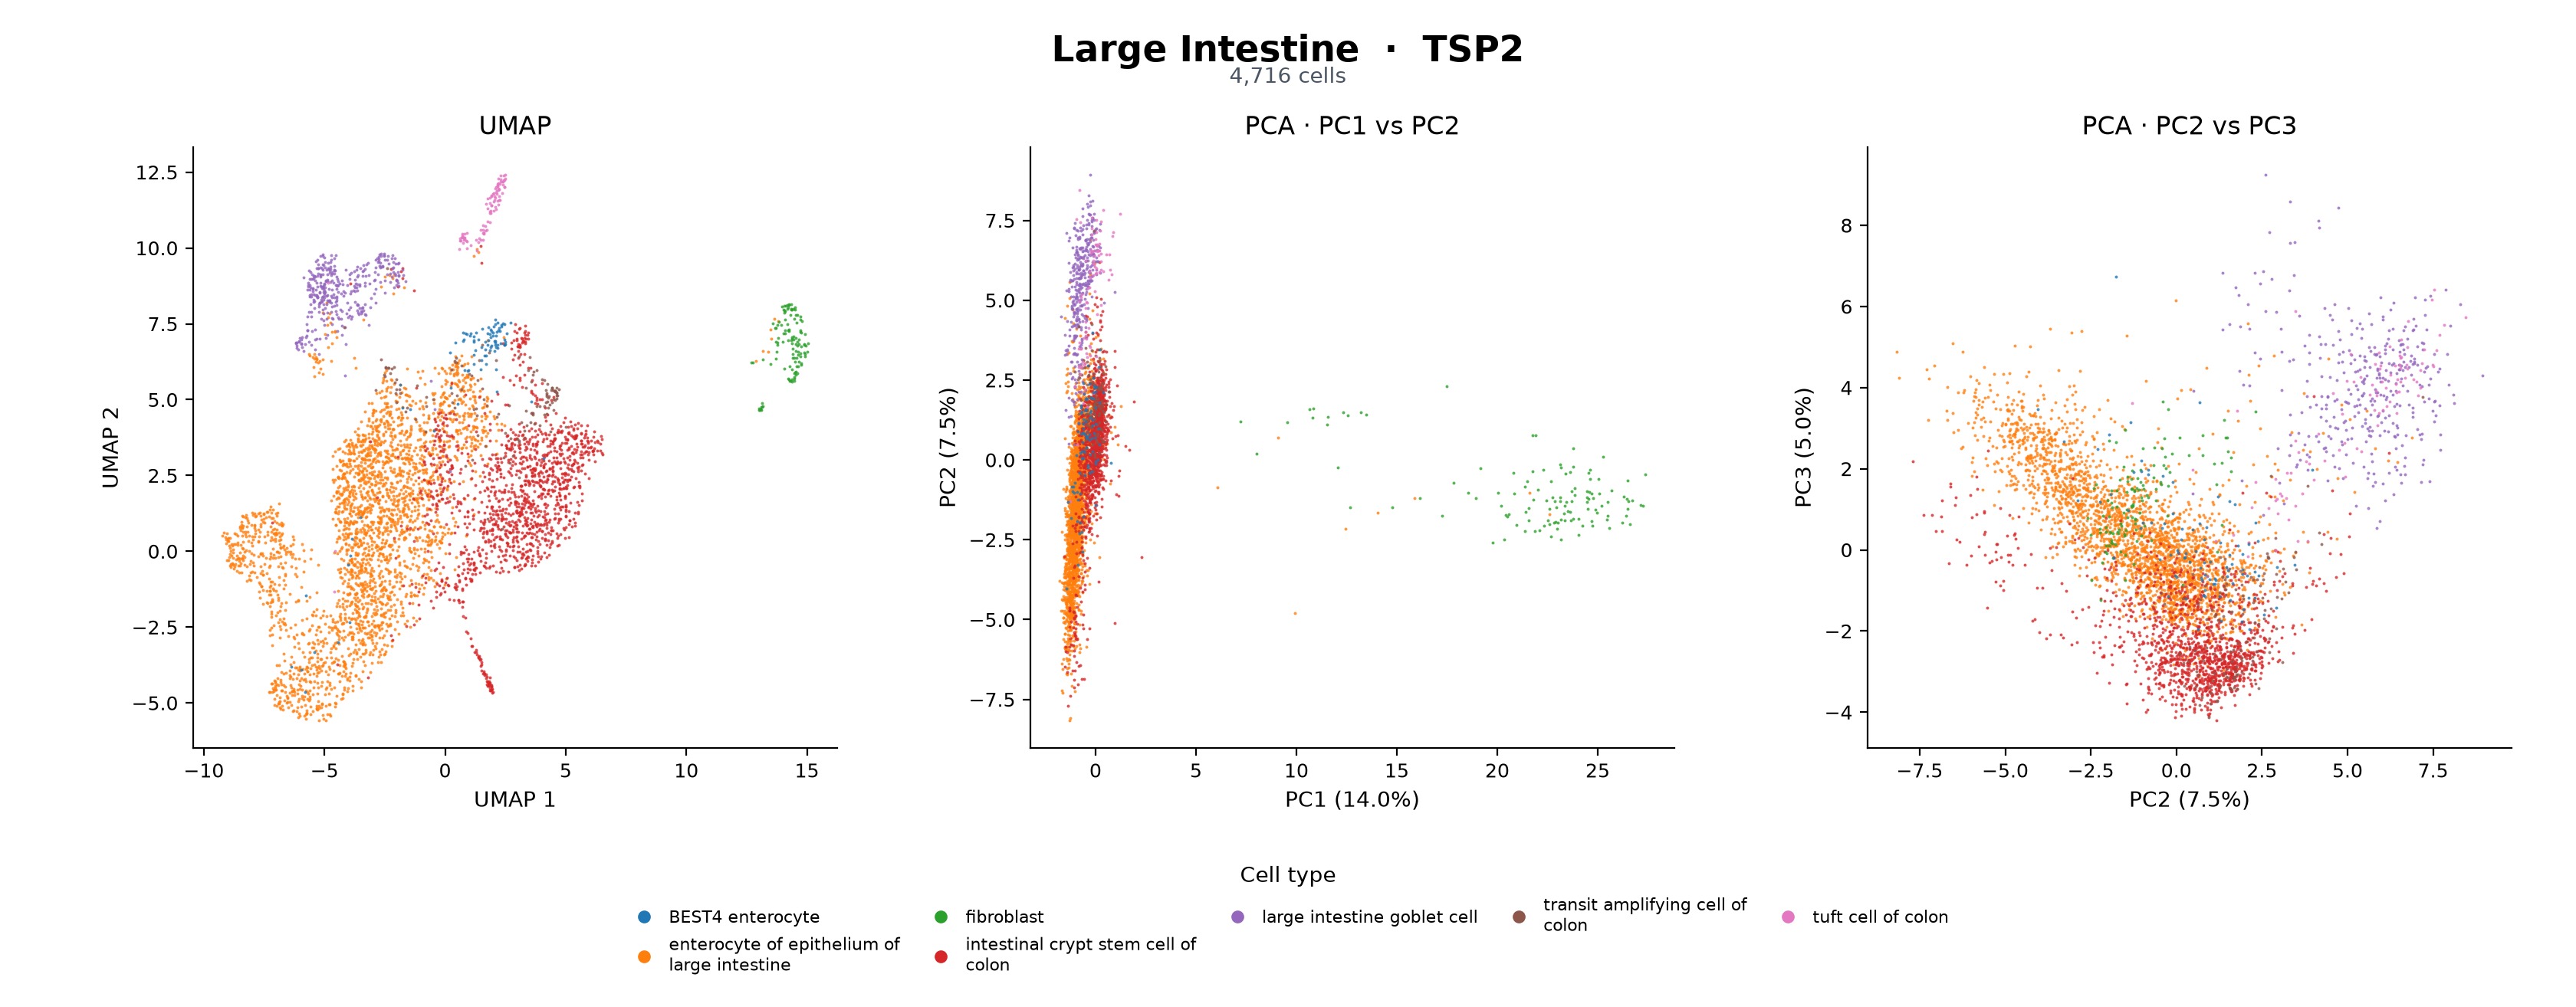 Large Intestine · TSP2
4,716 cells
UMAP
12.5
10.0
7.5
5.0
2.5
0.0
−2.5
−5.0
UMAP 2
−10
−5
0
5
10
15
UMAP 1
PCA · PC1 vs PC2
7.5
5.0
2.5
0.0
−2.5
−5.0
−7.5
PC2 (7.5%)
0
5
10
15
20
25
PC1 (14.0%)
PCA · PC2 vs PC3
8
6
4
2
0
−2
−4
PC3 (5.0%)
−7.5
−5.0
−2.5
0.0
2.5
5.0
7.5
PC2 (7.5%)
Cell type
BEST4 enterocyte
enterocyte of epithelium of
large intestine
fibroblast
intestinal crypt stem cell of
colon
large intestine goblet cell
transit amplifying cell of
colon
tuft cell of colon